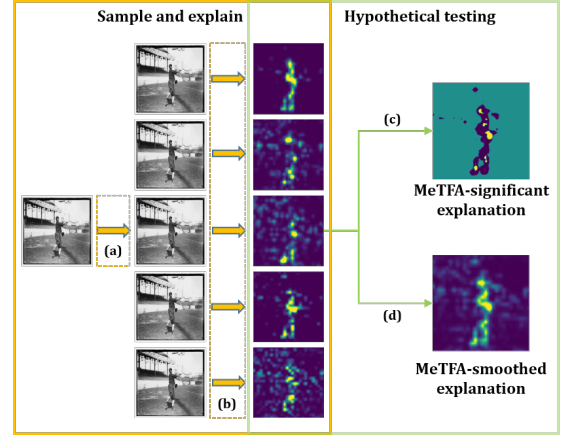 Sample and explain
Hypothetical testing
(a)
(b)
(c)
MeTFA-significant
explanation
(d)
MeTFA-smoothed
explanation